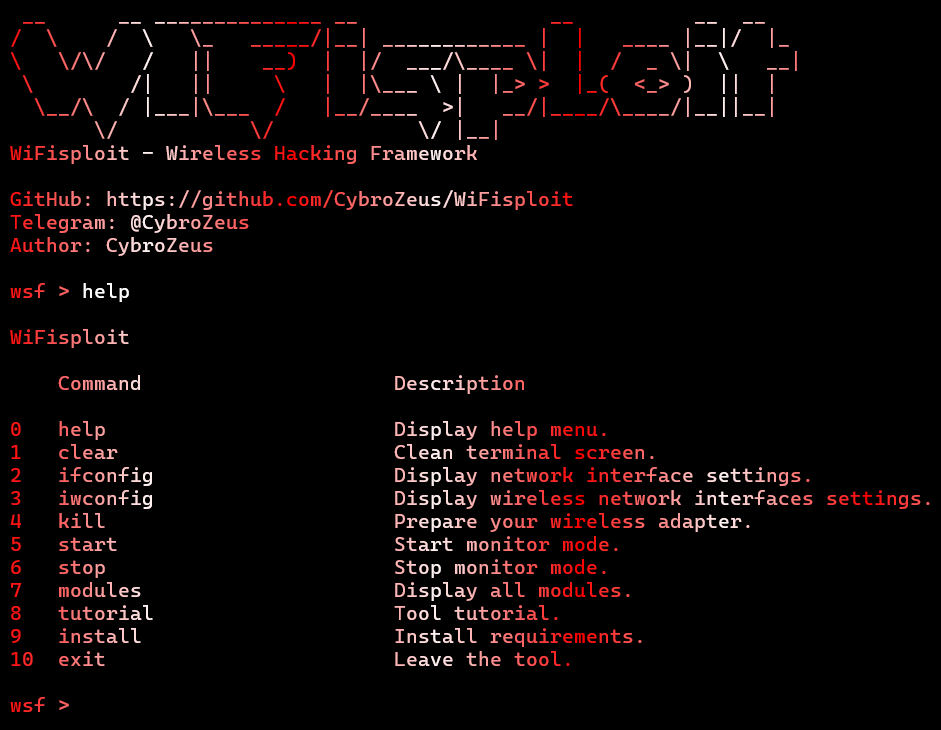 WiFisploit
WiFisploit - Wireless Hacking Framework
GitHub: https://github.com/CybroZeus/WiFisploit
Telegram: @CybroZeus
Author: CybroZeus
wsf > help
WiFisploit
Command Description
0 help Display help menu.
1 clear Clean terminal screen.
2 ifconfig Display network interface settings.
3 iwconfig Display wireless network interfaces settings.
4 kill Prepare your wireless adapter.
5 start Start monitor mode.
6 stop Stop monitor mode.
7 modules Display all modules.
8 tutorial Tool tutorial.
9 install Install requirements.
10 exit Leave the tool.
wsf >